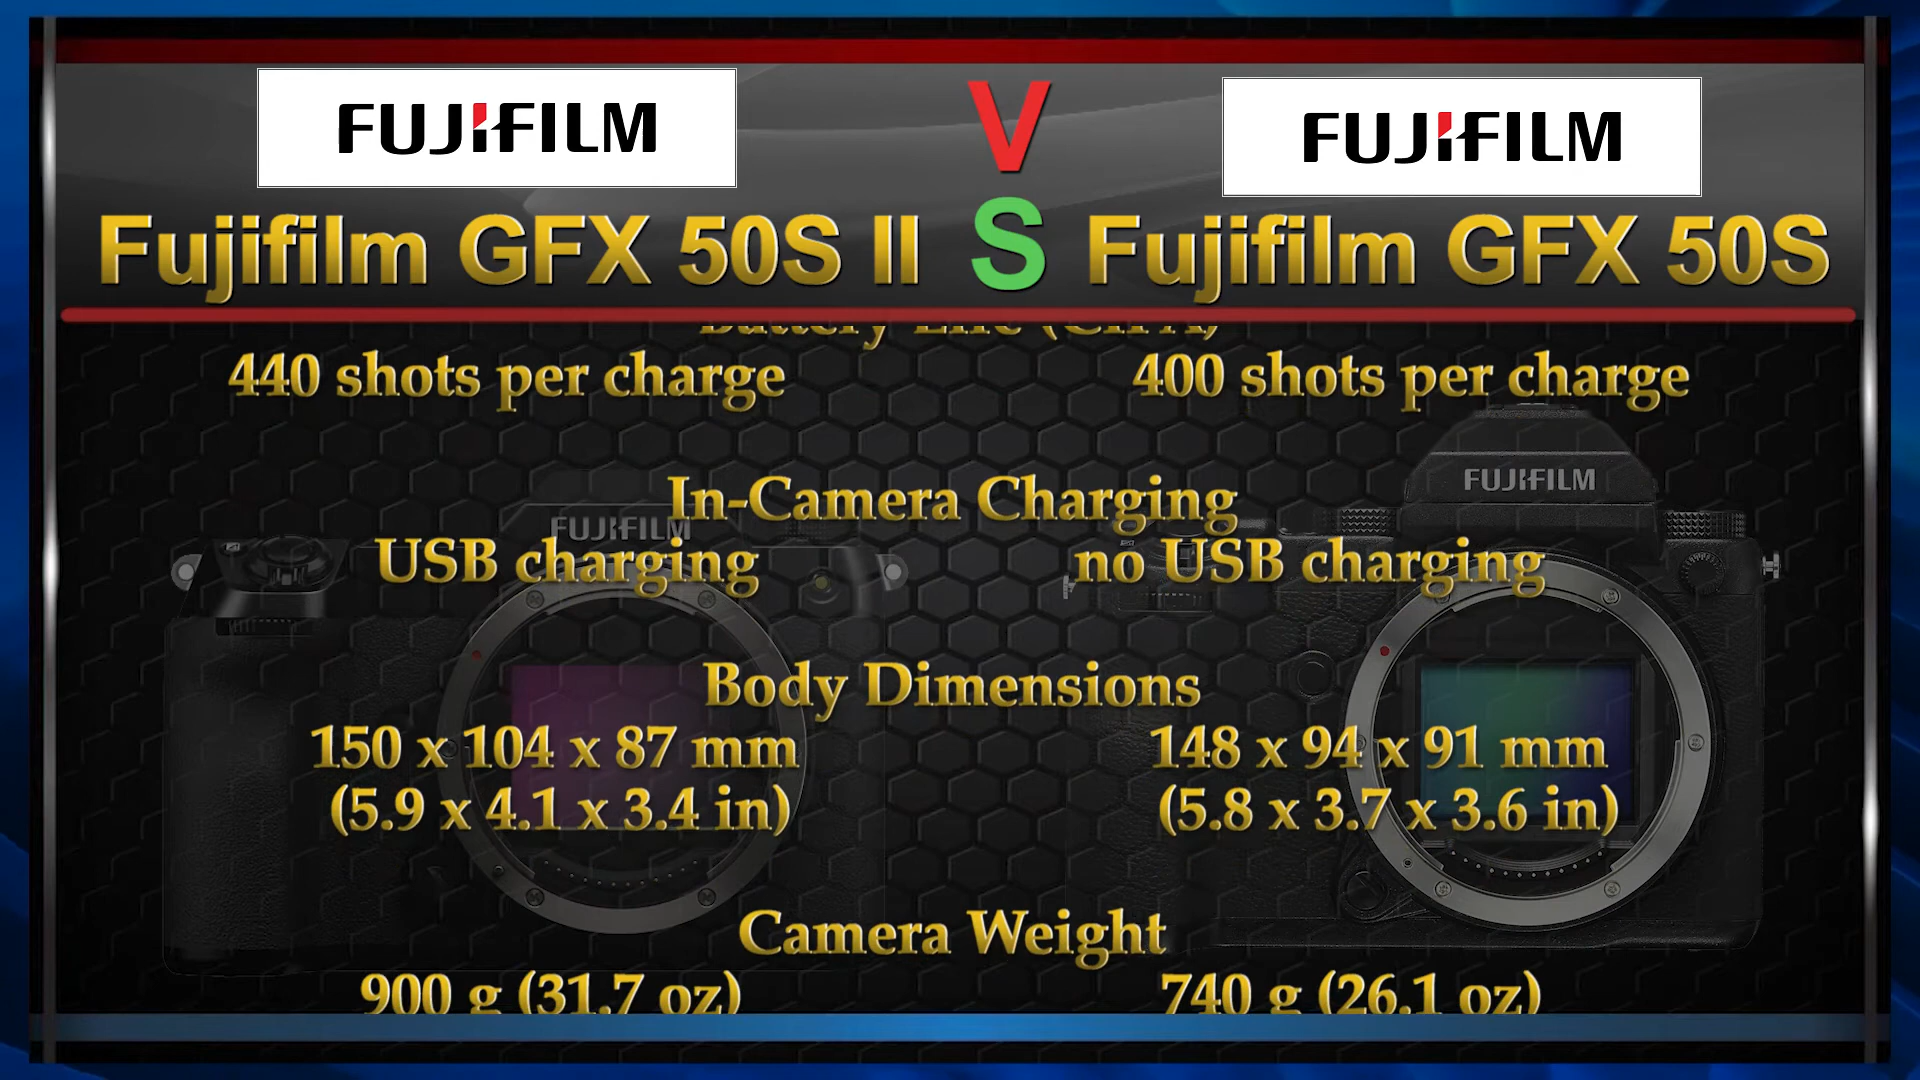 FUJIFILM
V
FUJIFILM
Fujifilm GFX 50S II
S
Fujifilm GFX 50S
Battery Life (CIPA)
440 shots per charge
400 shots per charge
FUJIFILM
In-Camera Charging
FUJIFILM
USB charging
no USB charging
Body Dimensions
150 x 104 x 87 mm
148 x 94 x 91 mm
(5.9 x 4.1 x 3.4 in)
(5.8 x 3.7 x 3.6 in)
Camera Weight
900 g (31.7 oz)
740 g (26.1 oz)